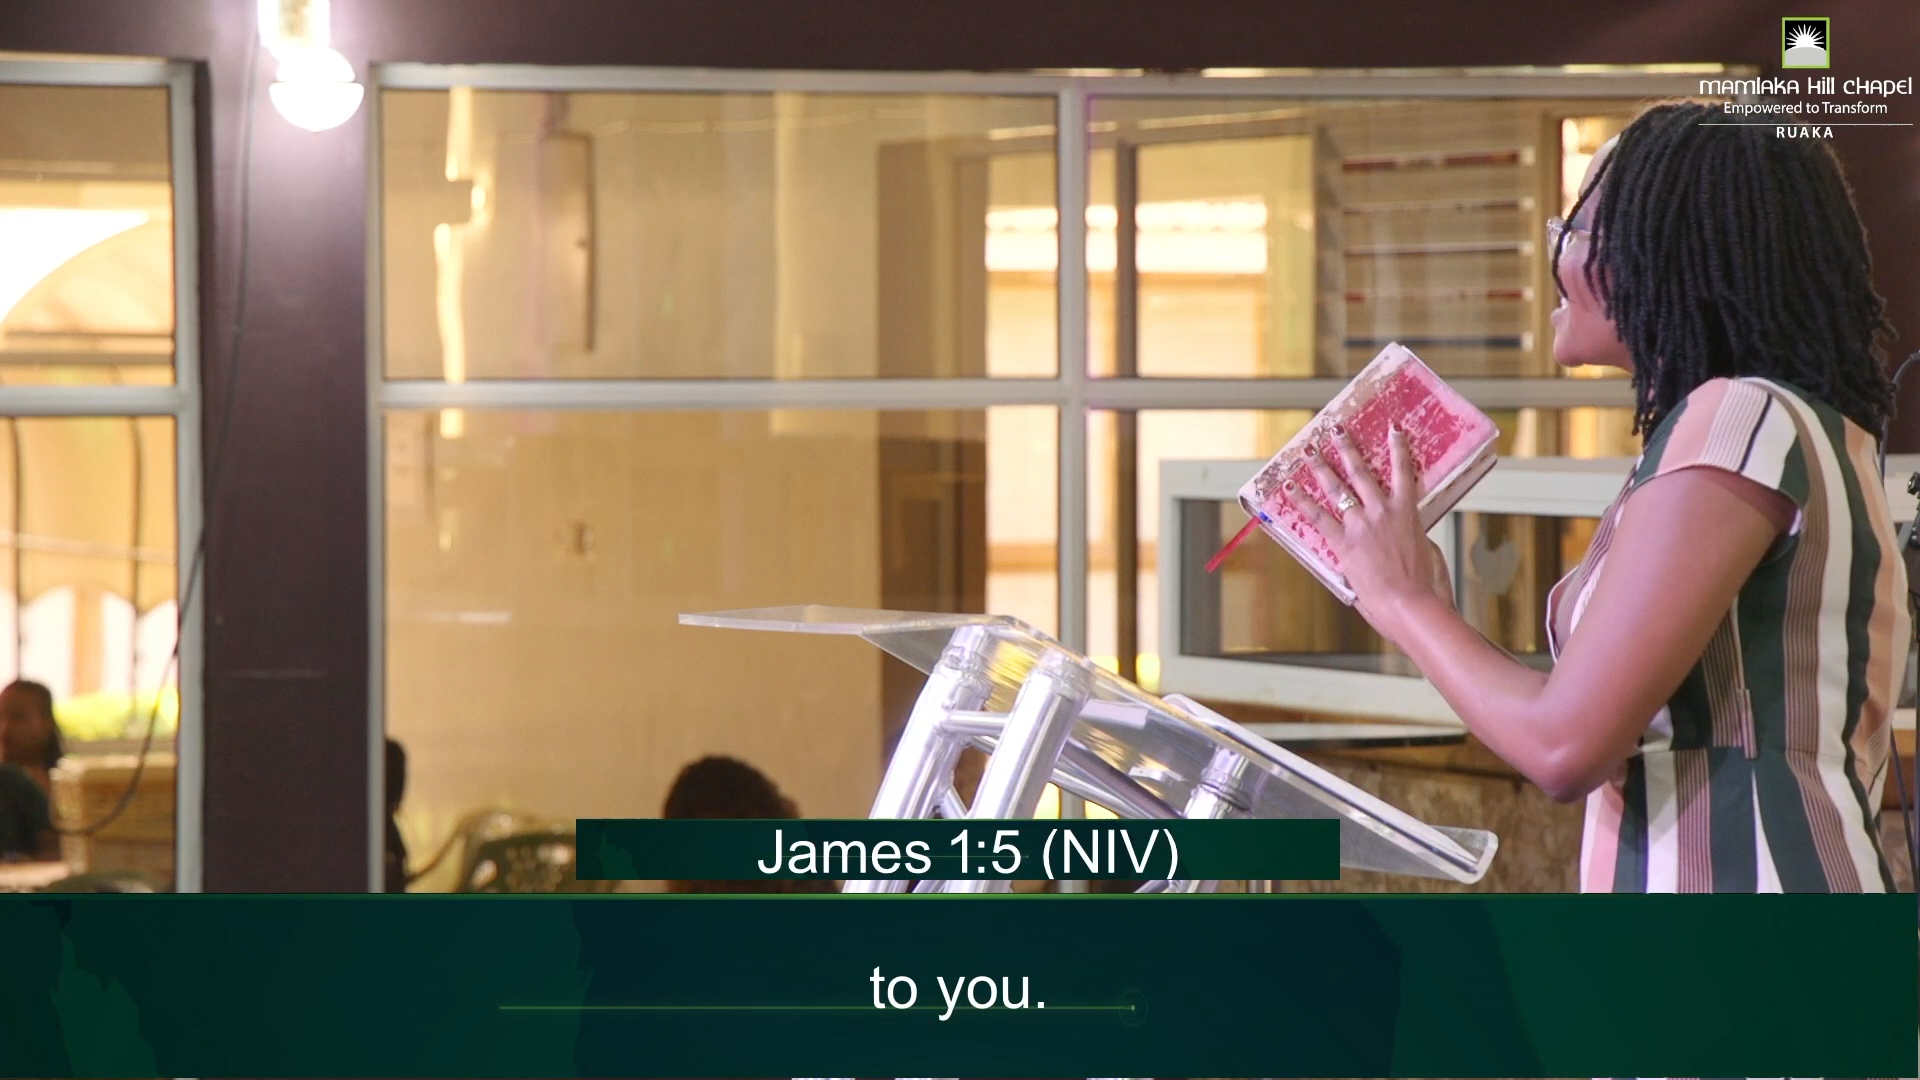 mamlaka Hill Chapel
Empowered to Transform
RUAKA
James 1:5 (NIV)
to you.